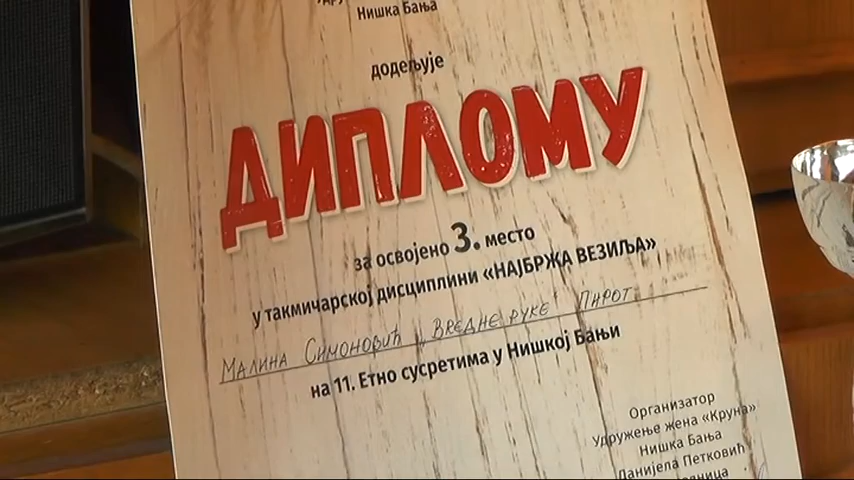 Нишка Бања
додељује
ДИПЛОМУ
за освојено 3. место
у такмичарској дисциплини «НАЈБРЖА ВЕЗИЉА»
МАЛИНА СИМОНОВИЋ „ВРЕДНЕ РУКЕ" ПИРОТ
на 11. Етно сусретима у Нишкој Бањи
Организатор
Удружење жена «Круна»
Нишка Бања
Данијела Петковић